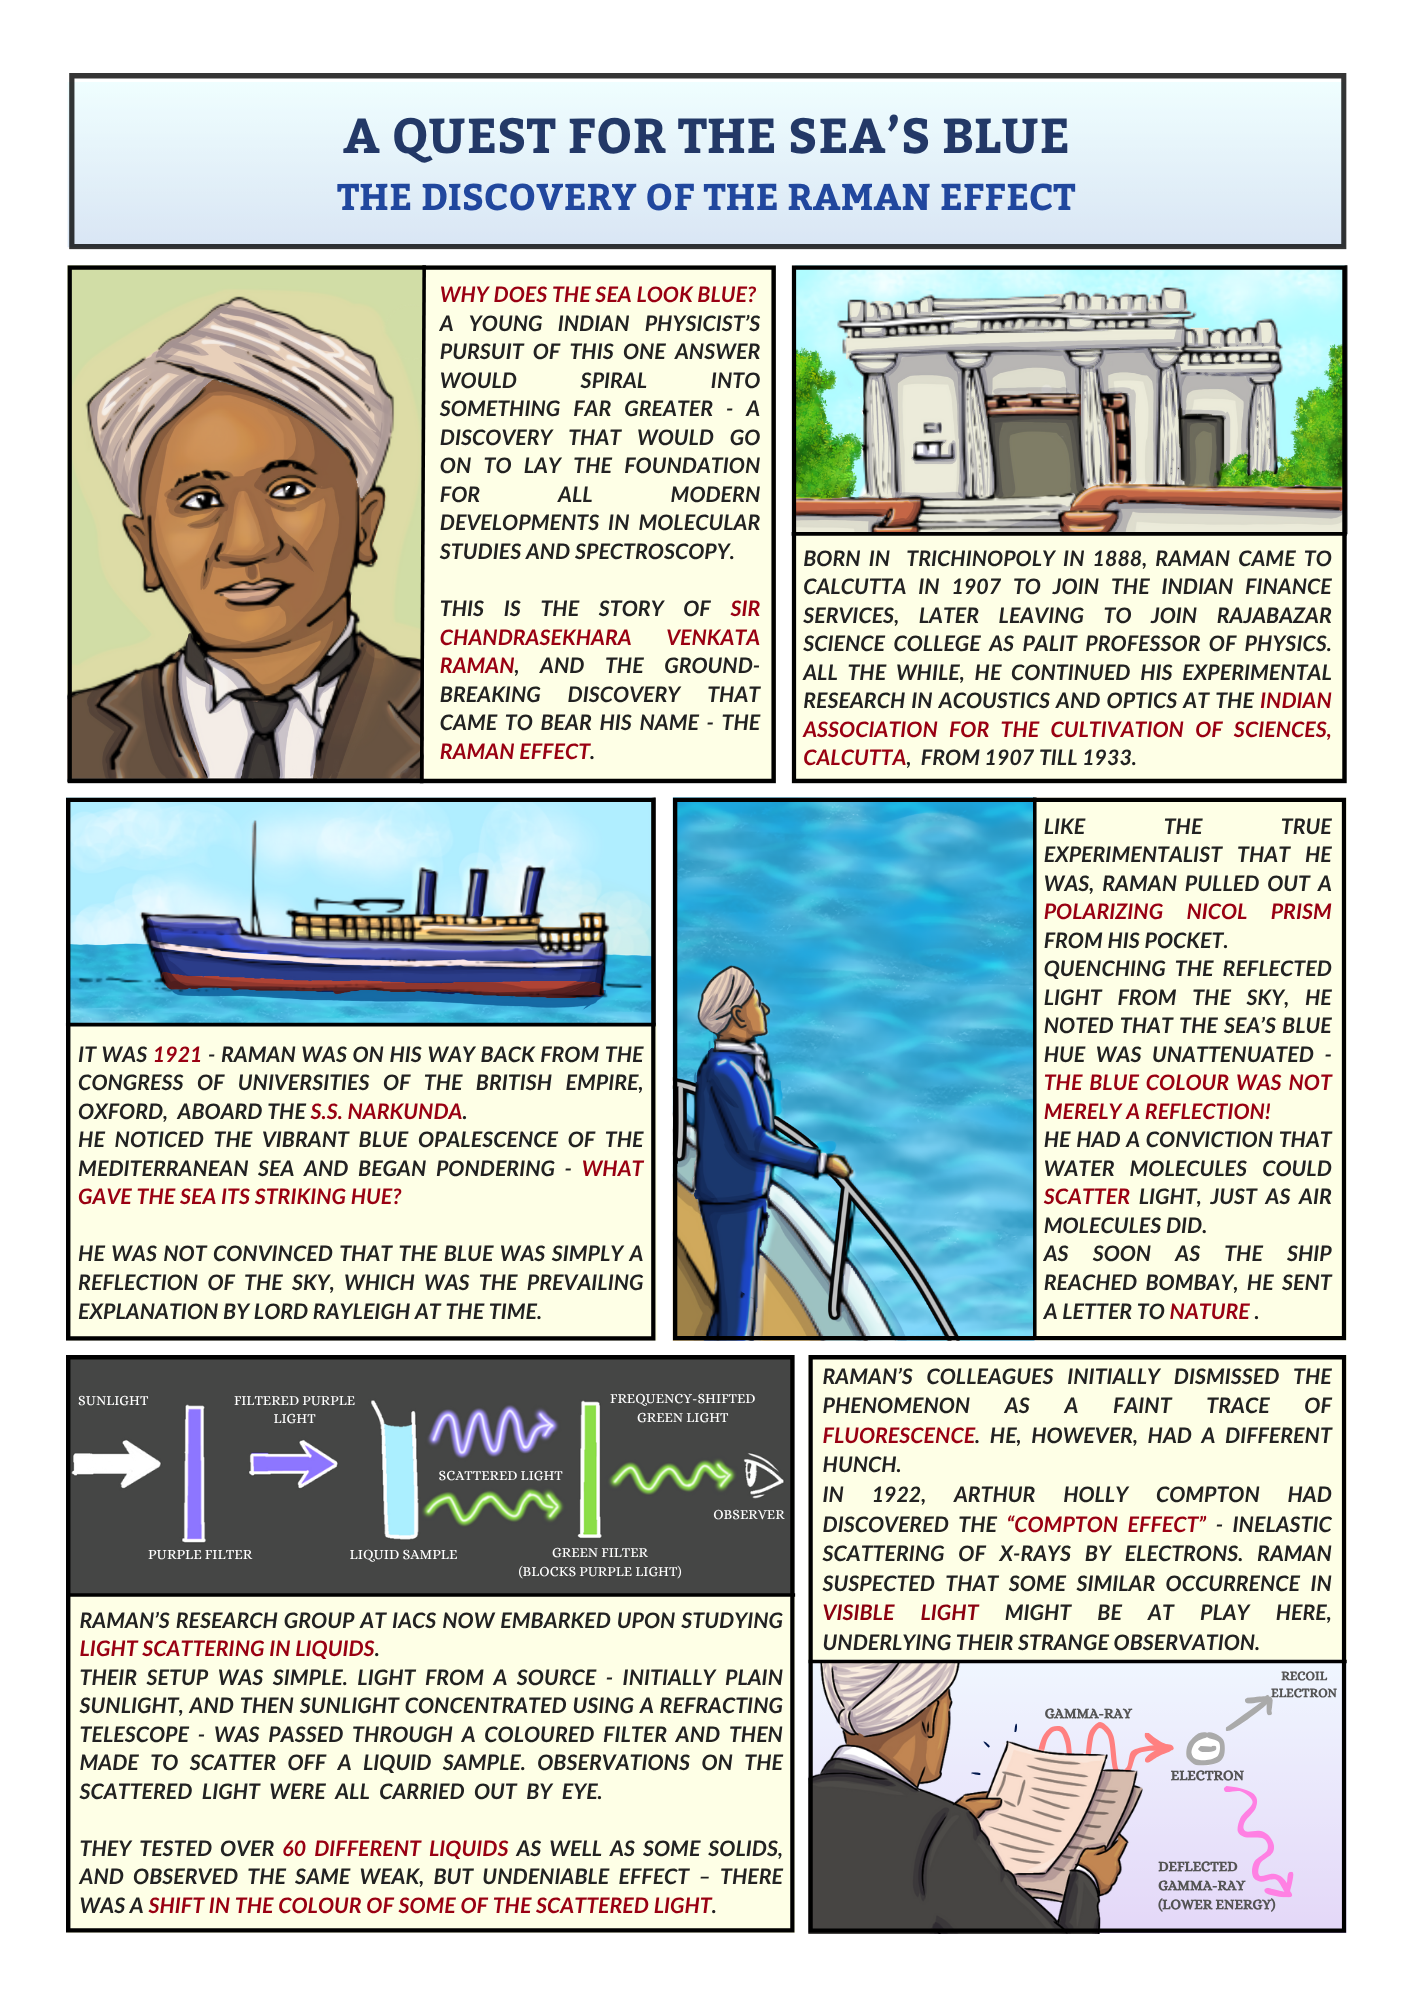 A QUEST FOR THE SEA'S BLUE
THE DISCOVERY OF THE RAMAN EFFECT
WHY DOES THE SEA LOOK BLUE?
A YOUNG INDIAN PHYSICIST'S
PURSUIT OF THIS ONE ANSWER
WOULD SPIRAL INTO
SOMETHING FAR GREATER - A
DISCOVERY THAT WOULD GO
ON TO LAY THE FOUNDATION
FOR ALL MODERN
DEVELOPMENTS IN MOLECULAR
STUDIES AND SPECTROSCOPY.
THIS IS THE STORY OF SIR
CHANDRASEKHARA VENKATA
RAMAN, AND THE GROUND-
BREAKING DISCOVERY THAT
CAME TO BEAR HIS NAME - THE
RAMAN EFFECT.
BORN IN TRICHINOPOLY IN 1888, RAMAN CAME TO
CALCUTTA IN 1907 TO JOIN THE INDIAN FINANCE
SERVICES, LATER LEAVING TO JOIN RAJABAZAR
SCIENCE COLLEGE AS PALIT PROFESSOR OF PHYSICS.
ALL THE WHILE, HE CONTINUED HIS EXPERIMENTAL
RESEARCH IN ACOUSTICS AND OPTICS AT THE INDIAN
ASSOCIATION FOR THE CULTIVATION OF SCIENCES,
CALCUTTA, FROM 1907 TILL 1933.
IT WAS 1921 - RAMAN WAS ON HIS WAY BACK FROM THE
CONGRESS OF UNIVERSITIES OF THE BRITISH EMPIRE,
OXFORD, ABOARD THE S.S. NARKUNDA.
HE NOTICED THE VIBRANT BLUE OPALESCENCE OF THE
MEDITERRANEAN SEA AND BEGAN PONDERING - WHAT
GAVE THE SEA ITS STRIKING HUE?
HE WAS NOT CONVINCED THAT THE BLUE WAS SIMPLY A
REFLECTION OF THE SKY, WHICH WAS THE PREVAILING
EXPLANATION BY LORD RAYLEIGH AT THE TIME.
LIKE THE TRUE
EXPERIMENTALIST THAT HE
WAS, RAMAN PULLED OUT A
POLARIZING NICOL PRISM
FROM HIS POCKET.
QUENCHING THE REFLECTED
LIGHT FROM THE SKY, HE
NOTED THAT THE SEA'S BLUE
HUE WAS UNATTENUATED -
THE BLUE COLOUR WAS NOT
MERELY A REFLECTION!
HE HAD A CONVICTION THAT
WATER MOLECULES COULD
SCATTER LIGHT, JUST AS AIR
MOLECULES DID.
AS SOON AS THE SHIP
REACHED BOMBAY, HE SENT
A LETTER TO NATURE .
SUNLIGHT
PURPLE FILTER
FILTERED PURPLE
LIGHT
LIQUID SAMPLE
SCATTERED LIGHT
GREEN FILTER
(BLOCKS PURPLE LIGHT)
FREQUENCY-SHIFTED
GREEN LIGHT
OBSERVER
RAMAN'S RESEARCH GROUP AT IACS NOW EMBARKED UPON STUDYING
LIGHT SCATTERING IN LIQUIDS.
THEIR SETUP WAS SIMPLE. LIGHT FROM A SOURCE - INITIALLY PLAIN
SUNLIGHT, AND THEN SUNLIGHT CONCENTRATED USING A REFRACTING
TELESCOPE - WAS PASSED THROUGH A COLOURED FILTER AND THEN
MADE TO SCATTER OFF A LIQUID SAMPLE. OBSERVATIONS ON THE
SCATTERED LIGHT WERE ALL CARRIED OUT BY EYE.
THEY TESTED OVER 60 DIFFERENT LIQUIDS AS WELL AS SOME SOLIDS,
AND OBSERVED THE SAME WEAK, BUT UNDENIABLE EFFECT – THERE
WAS A SHIFT IN THE COLOUR OF SOME OF THE SCATTERED LIGHT.
RAMAN'S COLLEAGUES INITIALLY DISMISSED THE
PHENOMENON AS A FAINT TRACE OF
FLUORESCENCE. HE, HOWEVER, HAD A DIFFERENT
HUNCH.
IN 1922, ARTHUR HOLLY COMPTON HAD
DISCOVERED THE "COMPTON EFFECT" - INELASTIC
SCATTERING OF X-RAYS BY ELECTRONS. RAMAN
SUSPECTED THAT SOME SIMILAR OCCURRENCE IN
VISIBLE LIGHT MIGHT BE AT PLAY HERE,
UNDERLYING THEIR STRANGE OBSERVATION.
RECOIL
ELECTRON
GAMMA-RAY
ELECTRON
DEFLECTED
GAMMA-RAY
(LOWER ENERGY)